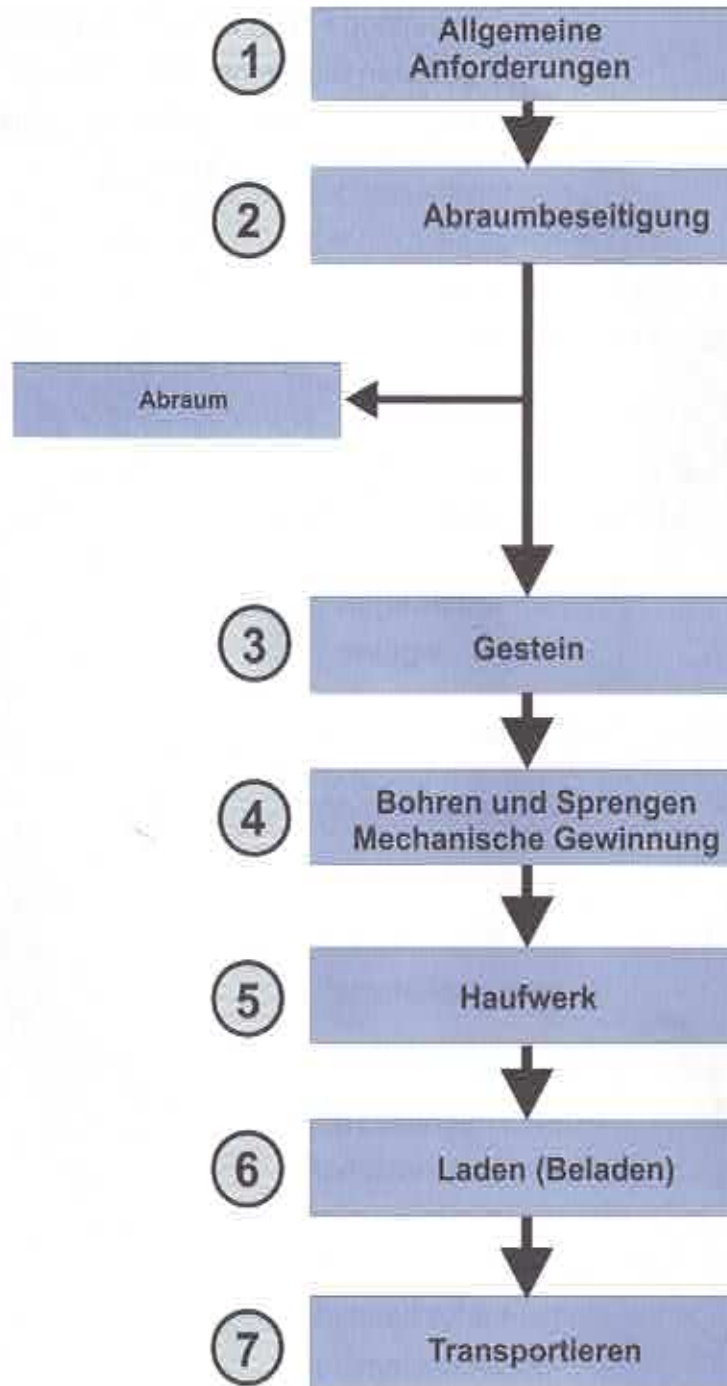 1
Allgemeine
Anforderungen
2
Abraumbeseitigung
Abraum
3
Gestein
4
Bohren und Sprengen
Mechanische Gewinnung
5
Haufwerk
6
Laden (Beladen)
7
Transportieren